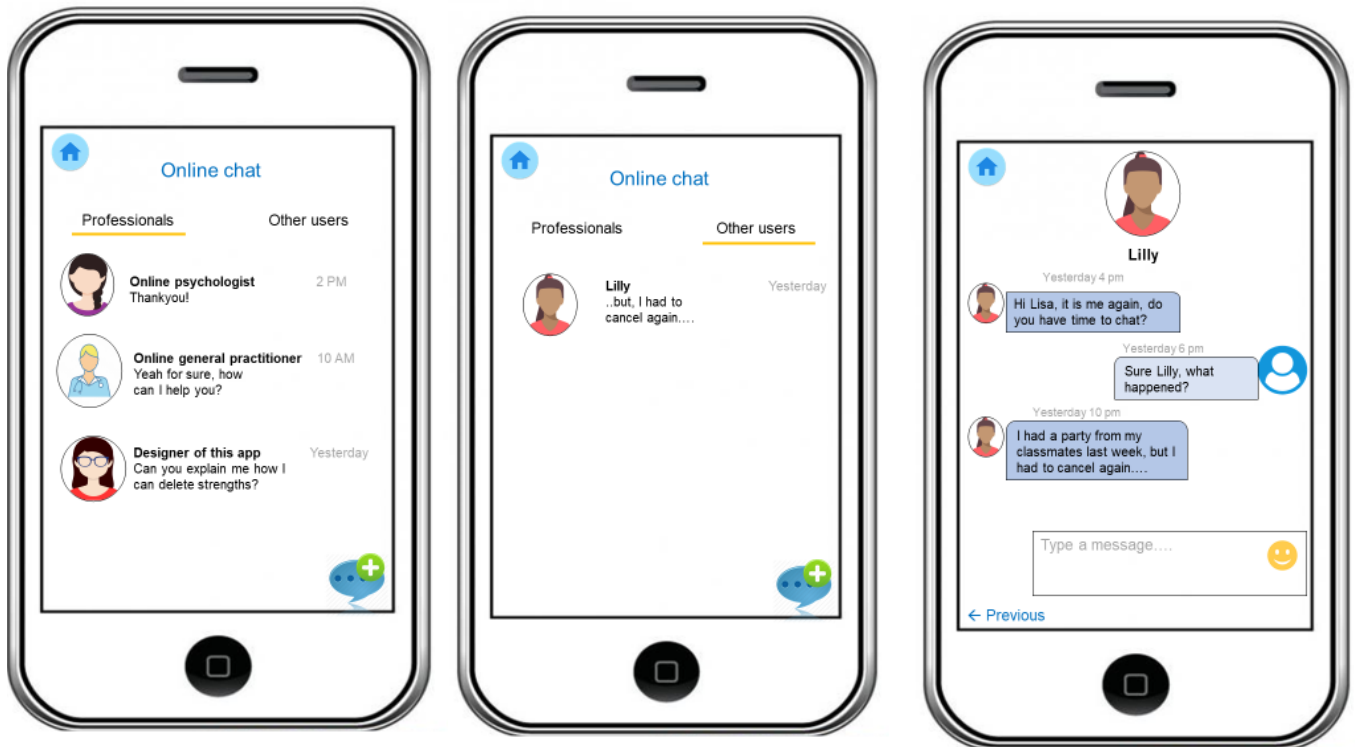 Online chat
Professionals
Other users
Online psychologist
2 PM
Thankyou!
Online general practitioner
10 AM
Yeah for sure, how
can I help you?
Designer of this app
Yesterday
Can you explain me how I
can delete strengths?
Online chat
Professionals
Other users
Lilly
Yesterday
..but, I had to
cancel again....
Lilly
Yesterday 4 pm
Hi Lisa, it is me again, do
you have time to chat?
Yesterday 6 pm
Sure Lilly, what
happened?
Yesterday 10 pm
I had a party from my
classmates last week, but I
had to cancel again....
Type a message....
← Previous